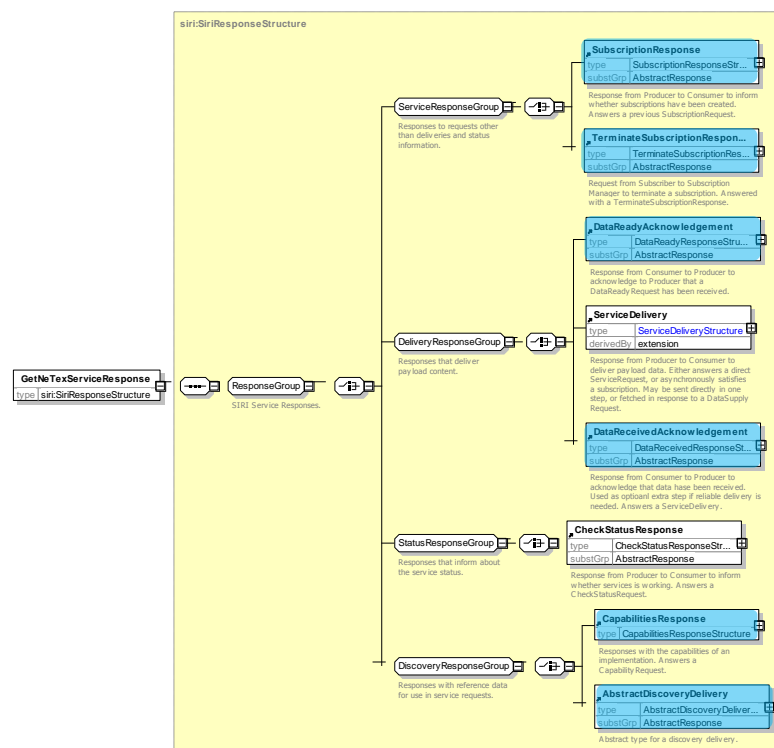 siri:SiriResponseStructure
SubscriptionResponse
type SubscriptionResponseStr...
substGrp AbstractResponse
Response from Producer to Consumer to inform
whether subscriptions have been created.
Answers a previous SubscriptionRequest.
ServiceResponseGroup
Responses to requests other
than deliveries and status
information.
TerminateSubscriptionRespon...
type TerminateSubscriptionRes...
substGrp AbstractResponse
Request from Subscriber to Subscription
Manager to terminate a subscription. Answered
with a TerminateSubscriptionResponse.
DataReadyAcknowledgement
type DataReadyResponseStru...
substGrp AbstractResponse
Response from Consumer to Producer to
acknowledge to Producer that a
DataReadyRequest has been received.
DeliveryResponseGroup
Responses that deliver
payload content.
ServiceDelivery
type ServiceDeliveryStructure
derivedBy extension
Response from Producer to Consumer to
deliver payload data. Either answers a direct
ServiceRequest, or asynchronously satisfies
a subscription. May be sent directly in one
step, or fetched in response to a DataSupply
Request.
GetNeTexServiceResponse
type siri:SiriResponseStructure
ResponseGroup
SIRI Service Responses.
DataReceivedAcknowledgement
type DataReceivedResponseSt...
substGrp AbstractResponse
Response from Consumer to Producer to
acknowledge that data hase been received.
Used as optioanl extra step if reliable delivery is
needed. Answers a ServiceDelivery.
StatusResponseGroup
Responses that inform about
the service status.
CheckStatusResponse
type CheckStatusResponseStr...
substGrp AbstractResponse
Response from Producer to Consumer to inform
whether services is working. Answers a
CheckStatusRequest.
CapabilitiesResponse
type CapabilitiesResponseStructure
Responses with the capabilities of an
implementation. Answers a
CapabilityRequest.
DiscoveryResponseGroup
Responses with reference data
for use in service requests.
AbstractDiscoveryDelivery
type AbstractDiscoveryDeliver...
substGrp AbstractResponse
Abstract type for a discovery delivery.